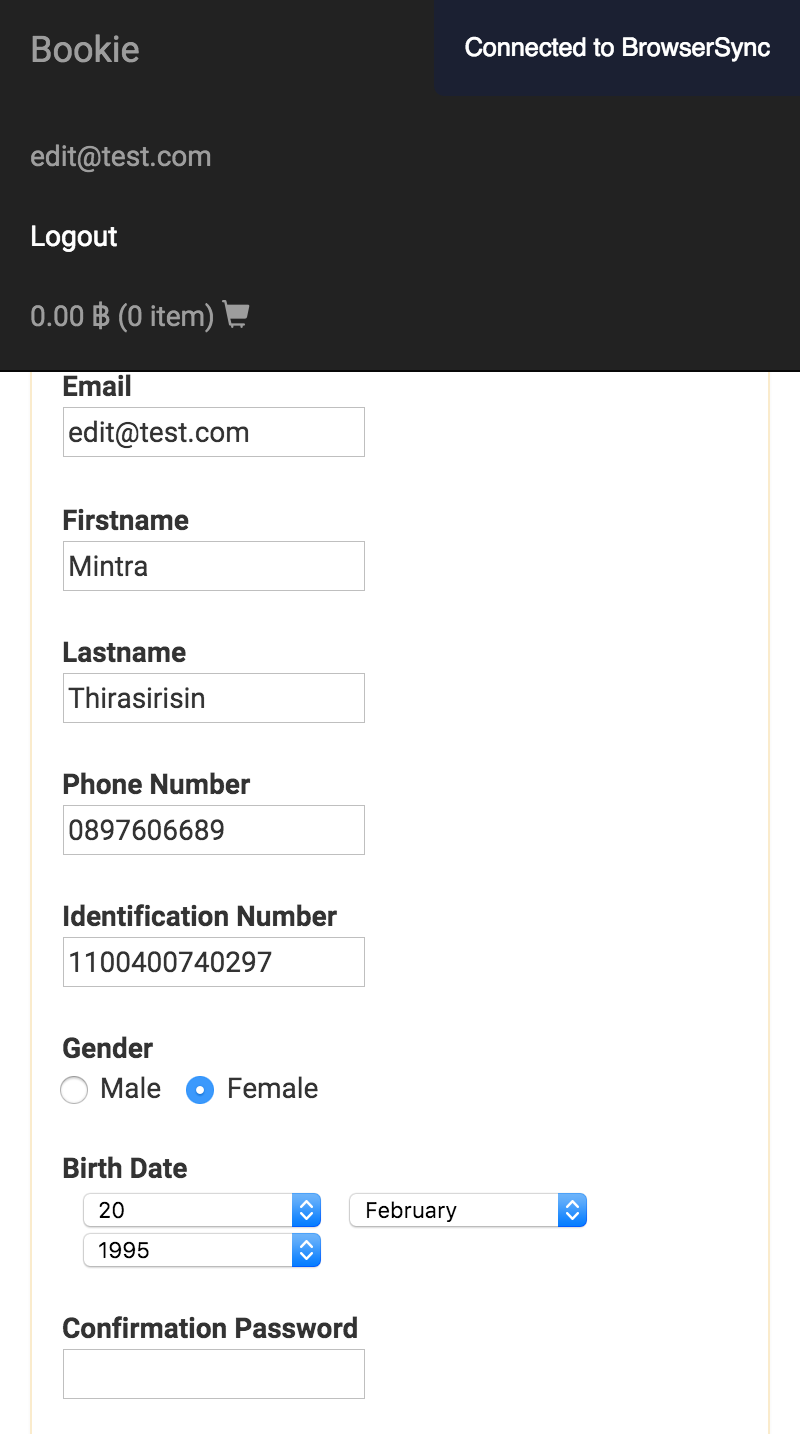 Bookie
Connected to BrowserSync
edit@test.com
Logout
0.00 ฿ (0 item)
Email
edit@test.com
Firstname
Mintra
Lastname
Thirasirisin
Phone Number
0897606689
Identification Number
1100400740297
Gender
Male Female
Birth Date
20 February
1995
Confirmation Password